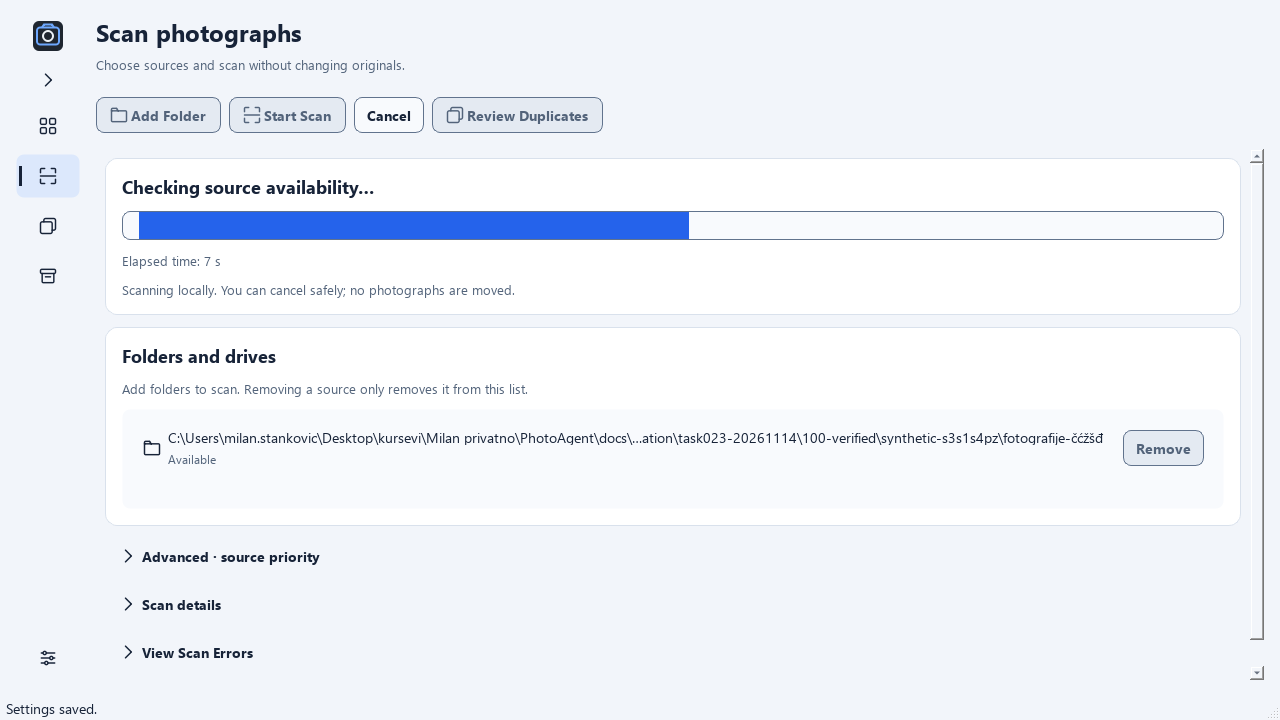 Scan photographs
Choose sources and scan without changing originals.
Add Folder
Start Scan
Cancel
Review Duplicates
Checking source availability...
Elapsed time: 7 s
Scanning locally. You can cancel safely; no photographs are moved.
Folders and drives
Add folders to scan. Removing a source only removes it from this list.
C:\Users\milan.stankovic\Desktop\kursevi\Milan privatno\PhotoAgent\docs\...ation\task023-20261114\100-verified\synthetic-s3s1s4pz\fotografije-čćžšđ
Available
Remove
Advanced · source priority
Scan details
View Scan Errors
Settings saved.